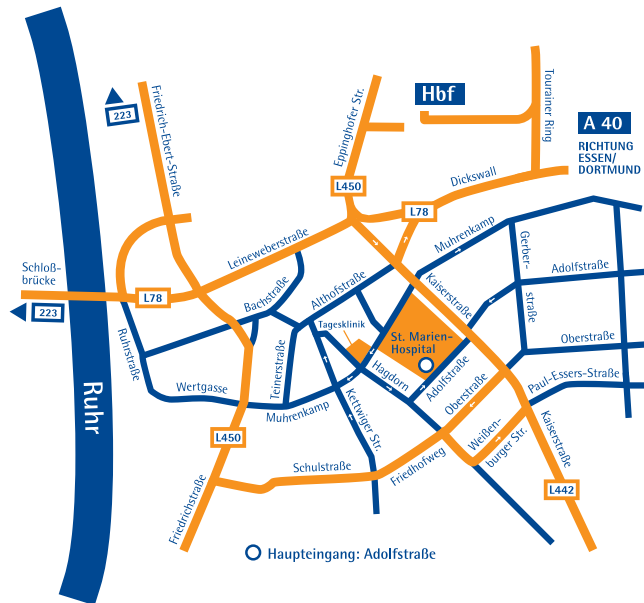 Hbf
A 40
RICHTUNG
ESSEN/
DORTMUND
223
Friedrich-Ebert-Straße
Eppinghofer Str.
Tourainer Ring
L450
Dickswall
L78
Muhrenkamp
Gerber-
straße
Adolfstraße
Leineweberstraße
Schloß-
brücke
L78
223
Bachstraße
Althofstraße
Kaiserstraße
Tagesklinik
St. Marien-
Hospital
Oberstraße
Ruhrstraße
Teinerstraße
Hagdorn
Adolfstraße
Paul-Essers-Straße
Ruhr
Wertgasse
Muhrenkamp
Kettwiger Str.
Oberstraße
Weißen-
burger Str.
Kaiserstraße
L450
Friedhofweg
Schulstraße
Friedrichstraße
L442
Haupteingang: Adolfstraße